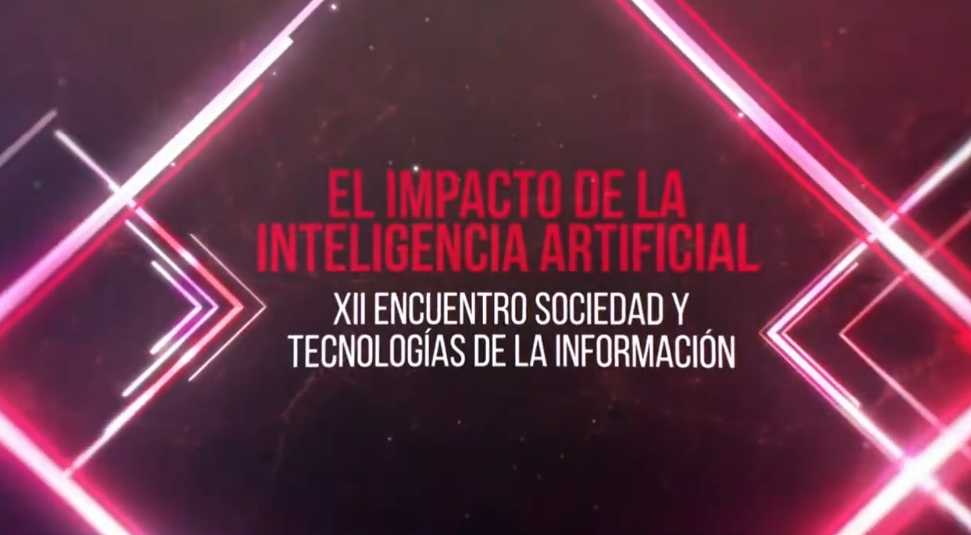 EL IMPACTO DE LA
INTELIGENCIA ARTIFICIAL
XII ENCUENTRO SOCIEDAD Y
TECNOLOGÍAS DE LA INFORMACIÓN